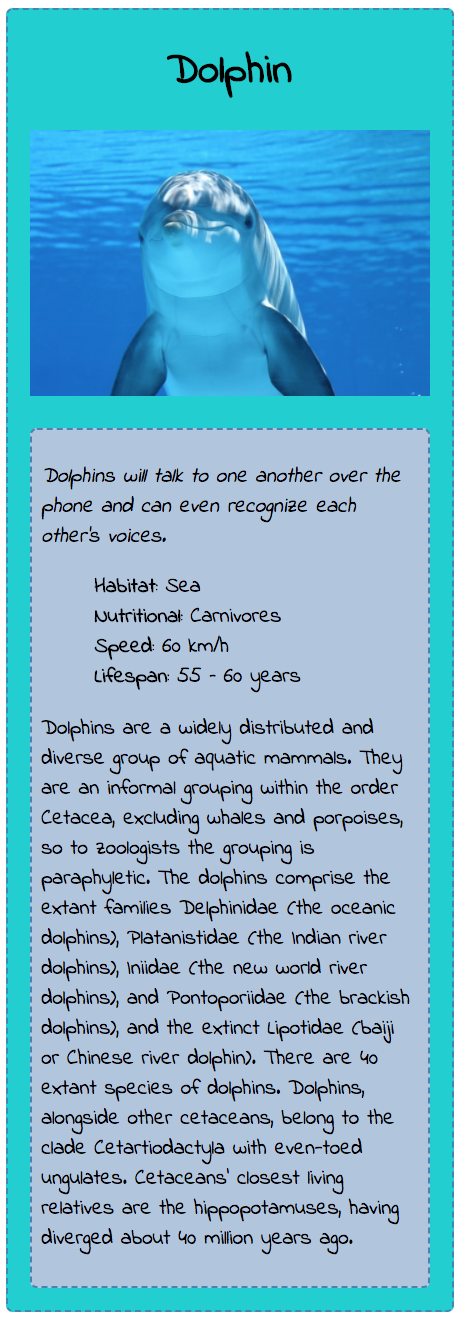 Dolphin
Dolphins will talk to one another over the
phone and can even recognize each
other's voices.
Habitat: Sea
Nutritional: Carnivores
Speed: 60 km/h
Lifespan: 55 - 60 years
Dolphins are a widely distributed and
diverse group of aquatic mammals. They
are an informal grouping within the order
Cetacea, excluding whales and porpoises,
so to zoologists the grouping is
paraphyletic. The dolphins comprise the
extant families Delphinidae (the oceanic
dolphins), Platanistidae (the Indian river
dolphins), Iniidae (the new world river
dolphins), and Pontoporiidae (the brackish
dolphins), and the extinct Lipotidae (baiji
or Chinese river dolphin). There are 40
extant species of dolphins. Dolphins,
alongside other cetaceans, belong to the
clade Cetartiodactyla with even-toed
ungulates. Cetaceans' closest living
relatives are the hippopotamuses, having
diverged about 40 million years ago.